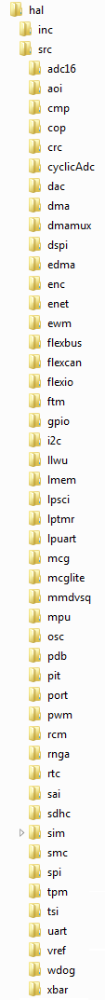 hal
inc
src
adc16
aoi
cmp
cop
crc
cyclicAdc
dac
dma
dmamux
dspi
edma
enc
enet
ewm
flexbus
flexcan
flexio
ftm
gpio
i2c
llwu
lmem
lpsci
lptmr
lpuart
mcg
mcglite
mmdvsq
mpu
osc
pdb
pit
port
pwm
rcm
rnga
rtc
sai
sdhc
sim
smc
spi
tpm
tsi
uart
vref
wdog
xbar